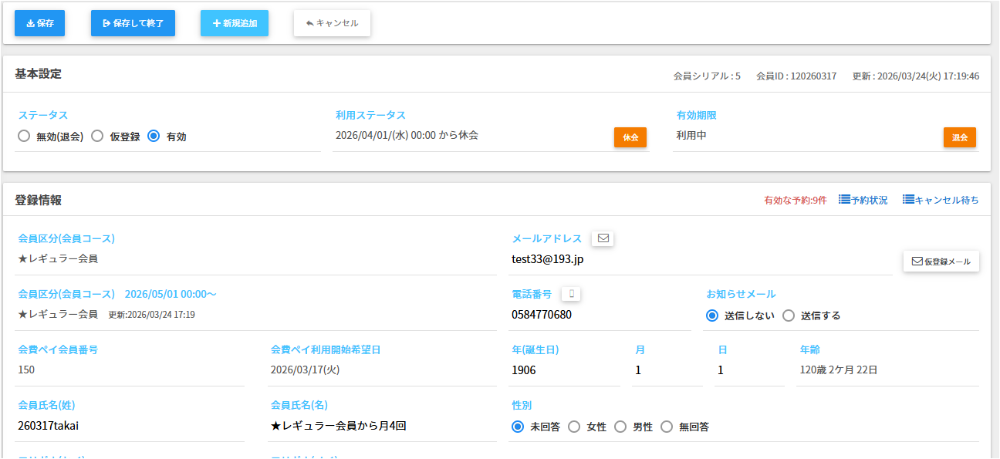 保存
保存して終了
新規追加
キャンセル
基本設定
会員シリアル : 5 会員ID : 120260317 更新 : 2026/03/24(火) 17:19:46
ステータス
無効(退会) 仮登録 有効
利用ステータス
2026/04/01/(水) 00:00 から休会
休会
有効期限
利用中
退会
登録情報
有効な予約:9件 予約状況 キャンセル待ち
会員区分(会員コース)
★レギュラー会員
メールアドレス
test33@193.jp
仮登録メール
会員区分(会員コース) 2026/05/01 00:00～
★レギュラー会員 更新:2026/03/24 17:19
電話番号
0584770680
お知らせメール
送信しない 送信する
会費ペイ会員番号
150
会費ペイ利用開始希望日
2026/03/17(火)
年(誕生日)
1906
月
1
日
1
年齢
120歳 2ケ月 22日
会員氏名(姓)
260317takai
会員氏名(名)
★レギュラー会員から月4回
性別
未回答 女性 男性 無回答